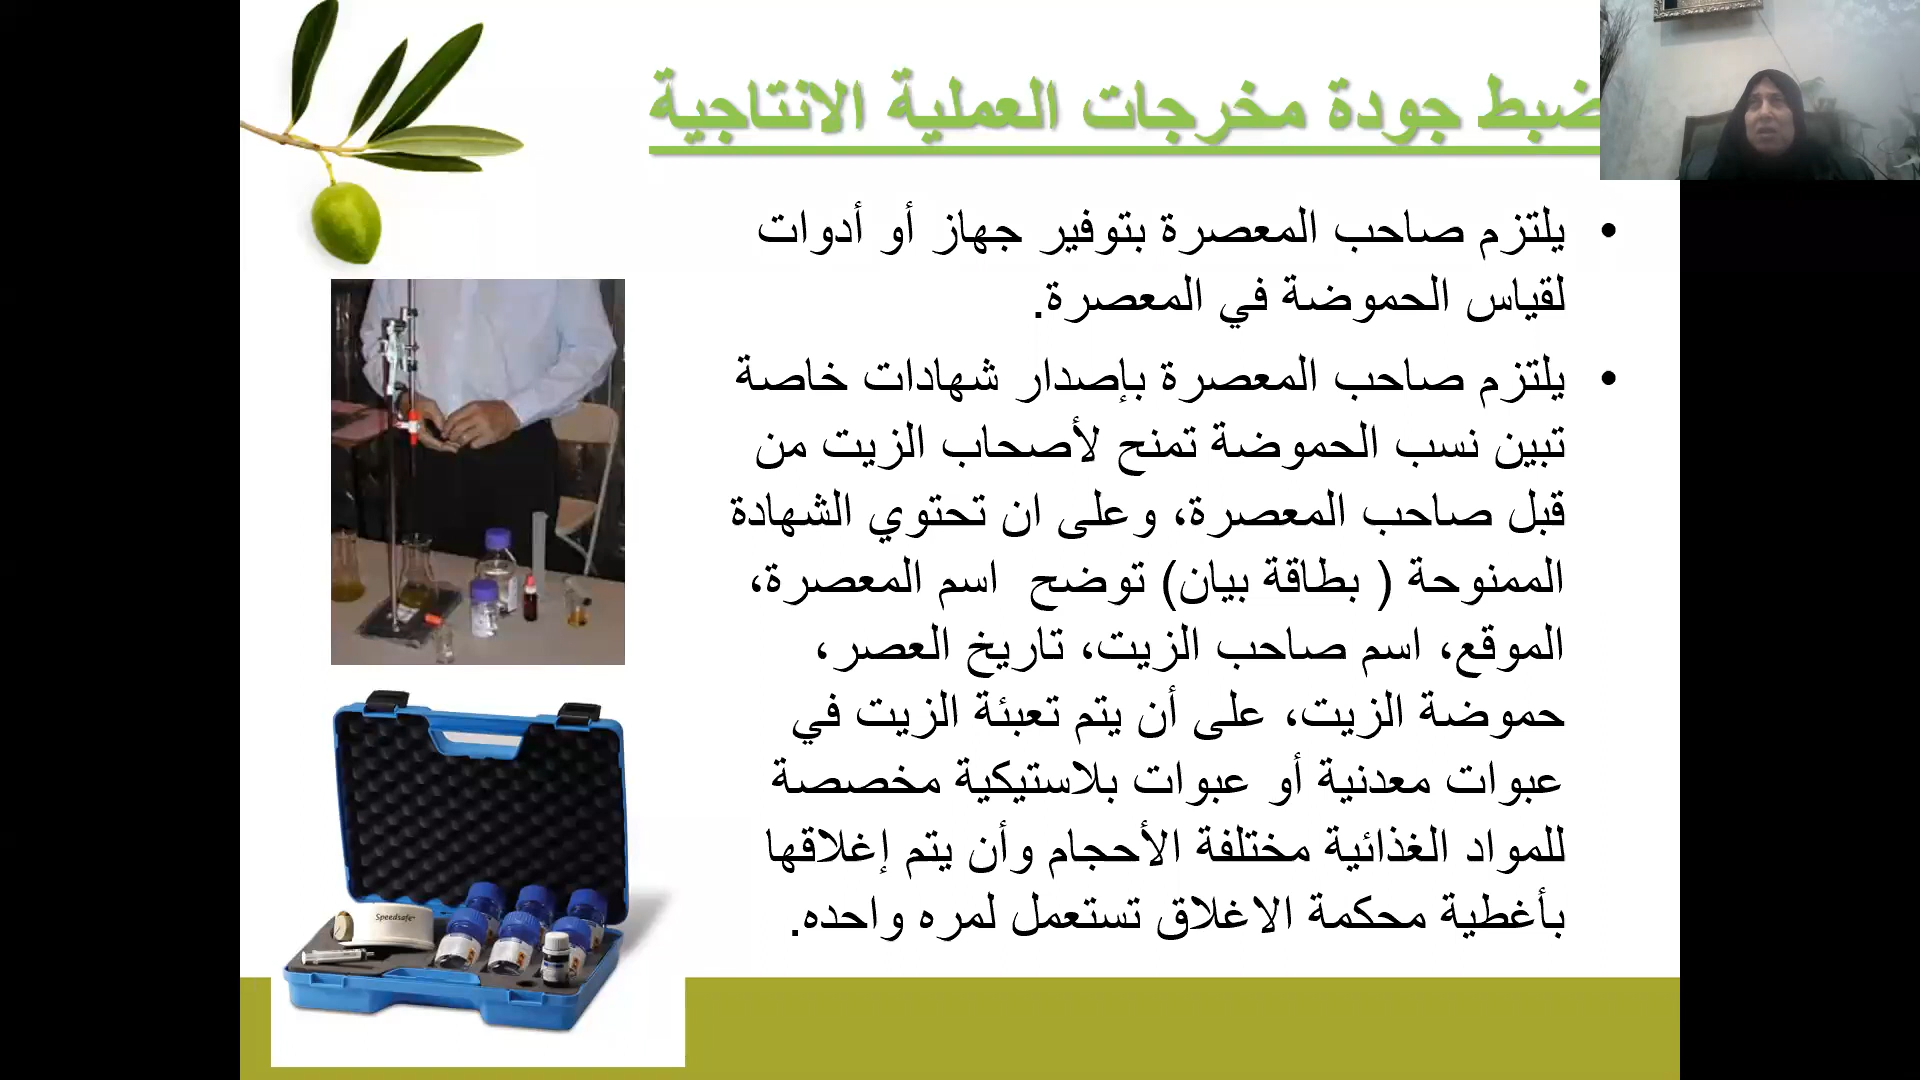 ضبط جودة مخرجات العملية الانتاجية
• يلتزم صاحب المعصرة بتوفير جهاز أو أدوات
لقياس الحموضة في المعصرة.
• يلتزم صاحب المعصرة بإصدار شهادات خاصة
تبين نسب الحموضة تمنح لأصحاب الزيت من
قبل صاحب المعصرة، وعلى ان تحتوي الشهادة
الممنوحة ( بطاقة بيان) توضح اسم المعصرة،
الموقع، اسم صاحب الزيت، تاريخ العصر،
حموضة الزيت، على أن يتم تعبئة الزيت في
عبوات معدنية أو عبوات بلاستيكية مخصصة
للمواد الغذائية مختلفة الأحجام وأن يتم إغلاقها
بأغطية محكمة الاغلاق تستعمل لمره واحده.
Speedsafe